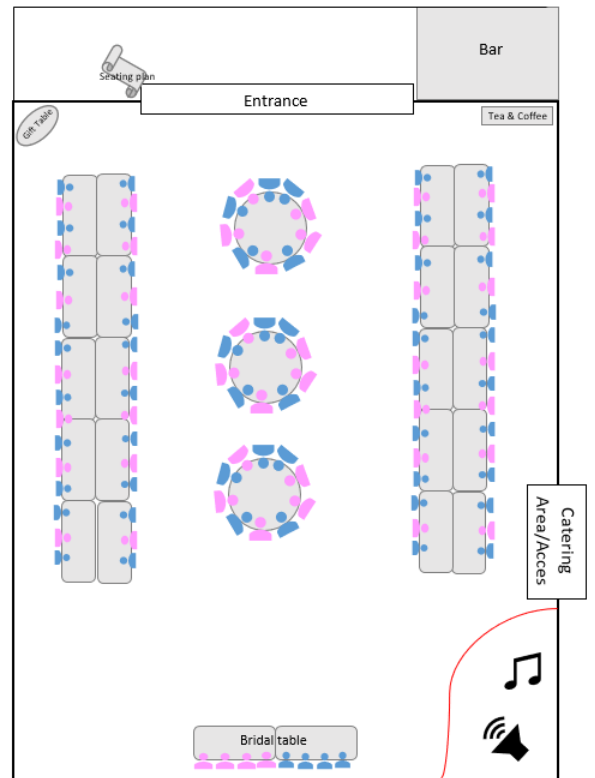 Bar
Seating plan
Entrance
Gift Table
Tea & Coffee
Catering
Area/Acces
Bridal table